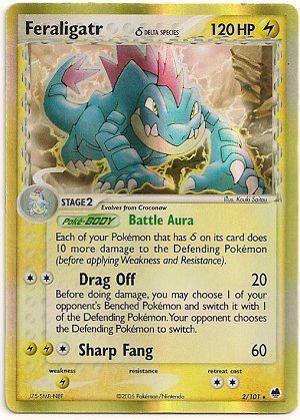 Feraligatr δ DELTA SPECIES 120 HP
Illus. Kouki Saitou
STAGE 2 Evolves from Croconaw
Poké-BODY Battle Aura
Each of your Pokémon that has δ on its card does
10 more damage to the Defending Pokémon
(before applying Weakness and Resistance).
Drag Off 20
Before doing damage, you may choose 1 of your
opponent's Benched Pokémon and switch it with 1
of the Defending Pokémon. Your opponent chooses
the Defending Pokémon to switch.
Sharp Fang 60
weakness resistance retreat cost
©2006 Pokémon/Nintendo 2/101